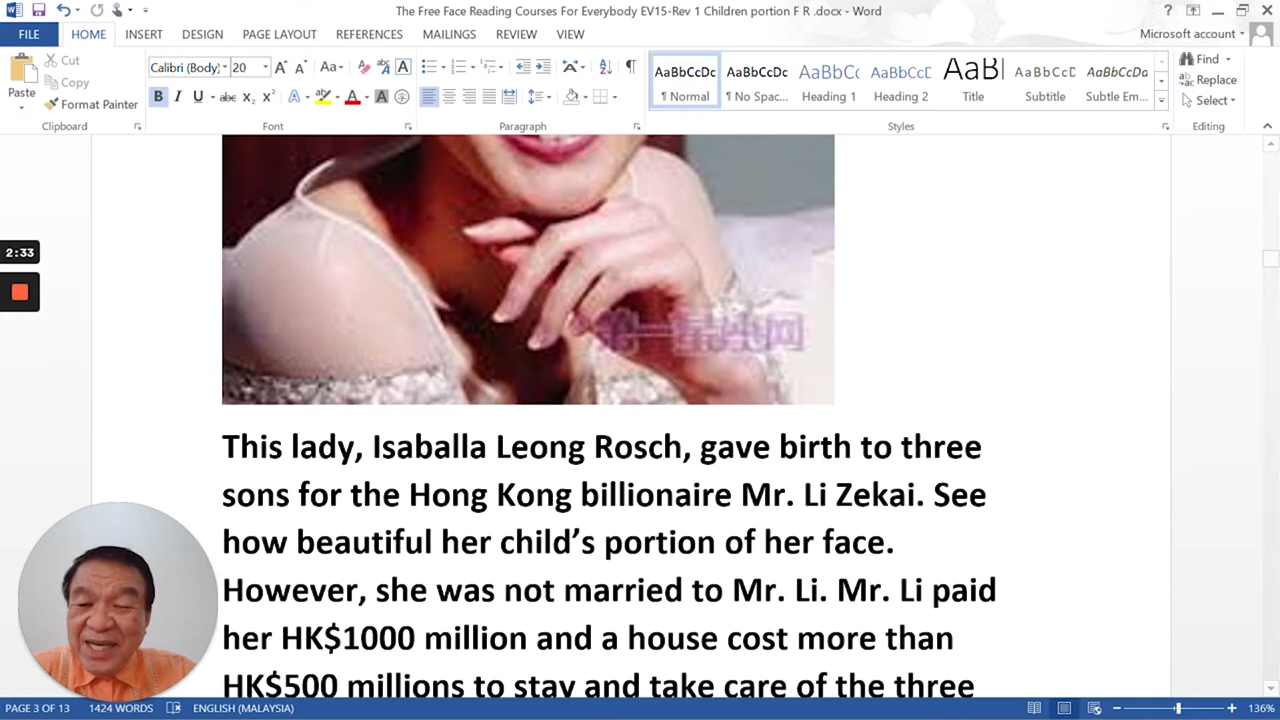 The Free Face Reading Courses For Everybody EV15-Rev 1 Children portion F R .docx - Word
FILE HOME INSERT DESIGN PAGE LAYOUT REFERENCES MAILINGS REVIEW VIEW Microsoft account
Paste Cut Copy Format Painter
Calibri (Body) 20
AaBbCcDc AaBbCcDc AaBbCc AaBbCcD AaB AaBbCcD AaBbCcDa
¶ Normal ¶ No Spac... Heading 1 Heading 2 Title Subtitle Subtle Em...
Find Replace Select
Clipboard Font Paragraph Styles Editing
2:33
This lady, Isaballa Leong Rosch, gave birth to three
sons for the Hong Kong billionaire Mr. Li Zekai. See
how beautiful her child’s portion of her face.
However, she was not married to Mr. Li. Mr. Li paid
her HK$1000 million and a house cost more than
HK$500 millions to stay and take care of the three
PAGE 3 OF 13 1424 WORDS ENGLISH (MALAYSIA) 136%